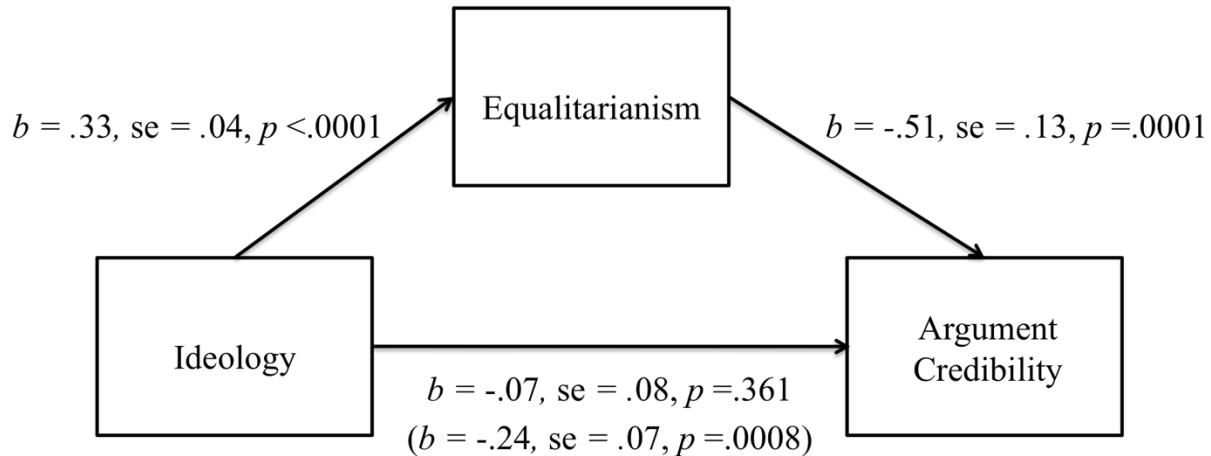 Equalitarianism
b = .33, se = .04, p <.0001
b = -.51, se = .13, p =.0001
Ideology
Argument
Credibility
b = -.07, se = .08, p =.361
(b = -.24, se = .07, p =.0008)